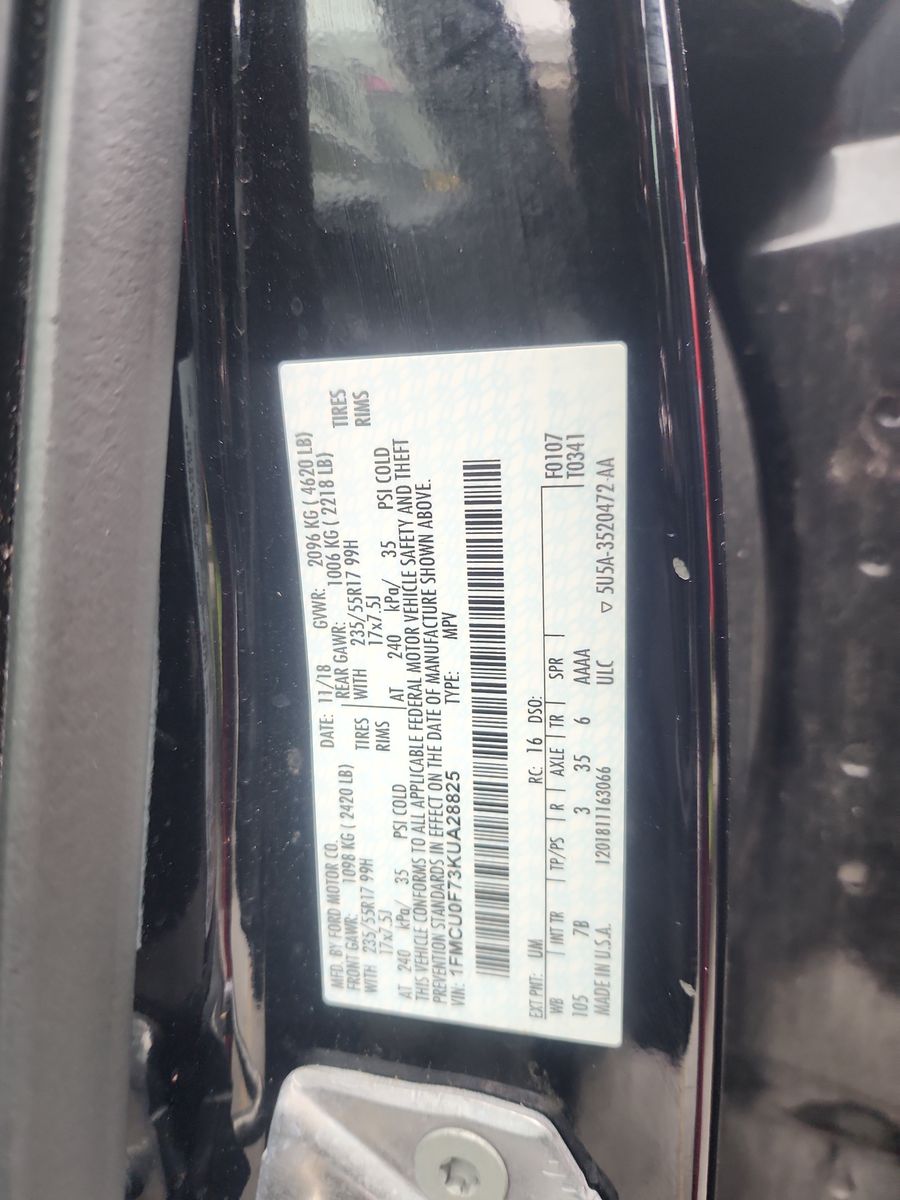 MFD. BY FORD MOTOR CO. DATE: 11/18 GVWR: 2096 KG ( 4620 LB)
FRONT GAWR: 1098 KG ( 2420 LB) REAR GAWR: 1006 KG ( 2218 LB)
WITH 235/55R17 99H TIRES WITH 235/55R17 99H TIRES
17x7.5J RIMS 17x7.5J RIMS
AT 240 kPa/ 35 PSI COLD AT 240 kPa/ 35 PSI COLD
THIS VEHICLE CONFORMS TO ALL APPLICABLE FEDERAL MOTOR VEHICLE SAFETY AND THEFT
PREVENTION STANDARDS IN EFFECT ON THE DATE OF MANUFACTURE SHOWN ABOVE.
VIN: 1FMCU0F73KUA28825 TYPE: MPV
EXT PNT: UM RC: 16 DSO: F0107
WB INT TR TP/PS R AXLE TR SPR T0341
105 7B 3 35 6 AAAA
MADE IN U.S.A. 1201811163066 ULC ▽ 5U5A-3520472-AA